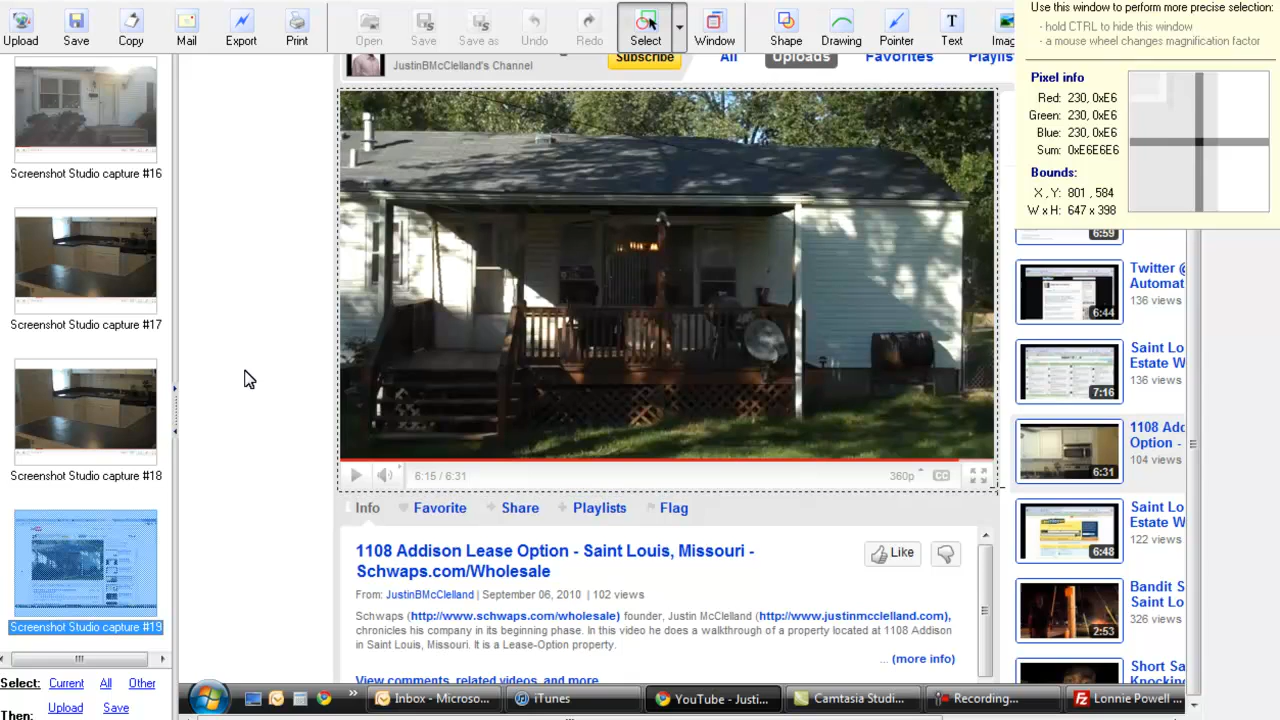 Upload Save Copy Mail Export Print Open Save Save as Undo Redo Select Window Shape Drawing Pointer Text
Use this window to perform more precise selection:
- hold CTRL to hide this window
- a mouse wheel changes magnification factor
Pixel info
Red: 230, 0xE6
Green: 230, 0xE6
Blue: 230, 0xE6
Sum: 0xE6E6E6
Bounds:
X , Y: 801 , 584
W x H: 647 x 398
JustinBMcClelland's Channel
Subscribe All Uploads Favorites Playlis
Screenshot Studio capture #16
Screenshot Studio capture #17
Screenshot Studio capture #18
Screenshot Studio capture #19
Select: Current All Other
Then: Upload Save
6:15 / 6:31 360p CC
Info Favorite Share Playlists Flag
1108 Addison Lease Option - Saint Louis, Missouri -
Schwaps.com/Wholesale
Like
From: JustinBMcClelland | September 06, 2010 | 102 views
Schwaps (http://www.schwaps.com/wholesale) founder, Justin McClelland (http://www.justinmcclelland.com),
chronicles his company in its beginning phase. In this video he does a walkthrough of a property located at 1108 Addison
in Saint Louis, Missouri. It is a Lease-Option property.
... (more info)
View comments, related videos, and more
6:59
Twitter @
Automat
136 views
6:44
Saint Lo
Estate W
136 views
7:16
1108 Add
Option -
104 views
6:31
Saint Lo
Estate W
122 views
6:48
Bandit S
Saint Lo
326 views
2:53
Short Sa
Knockin
Inbox - Microso... iTunes YouTube - Justi... Camtasia Studi... Recording... Lonnie Powell ...